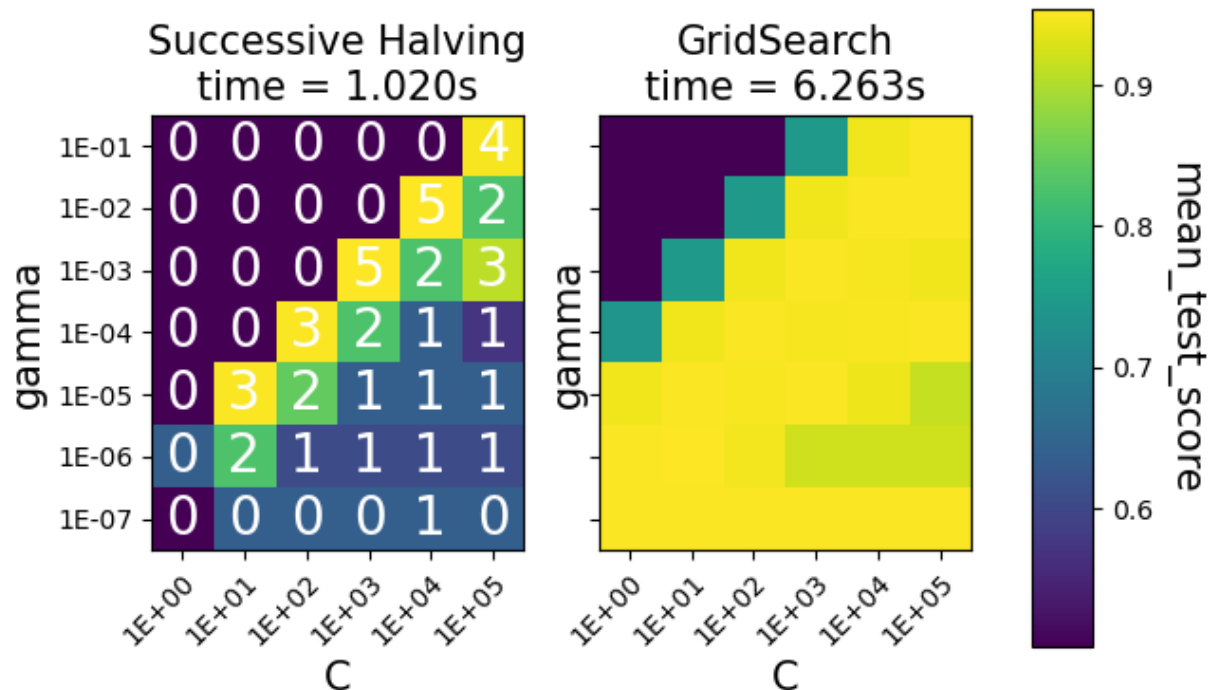 Successive Halving
time = 1.020s
GridSearch
time = 6.263s
gamma
1E-01 0 0 0 0 0 4
1E-02 0 0 0 0 5 2
1E-03 0 0 0 5 2 3
1E-04 0 0 3 2 1 1
1E-05 0 3 2 1 1 1
1E-06 0 2 1 1 1 1
1E-07 0 0 0 0 1 0
1E+00 1E+01 1E+02 1E+03 1E+04 1E+05
C
gamma
1E+00 1E+01 1E+02 1E+03 1E+04 1E+05
C
0.9
0.8
0.7
0.6
mean_test_score